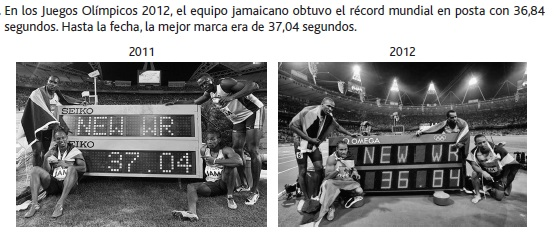 . En los Juegos Olímpicos 2012, el equipo jamaicano obtuvo el récord mundial en posta con 36,84
segundos. Hasta la fecha, la mejor marca era de 37,04 segundos.
2011
2012
SEIKO
NEW WR
SEIKO
37.04
JAM
OMEGA
NEW WR
36.84